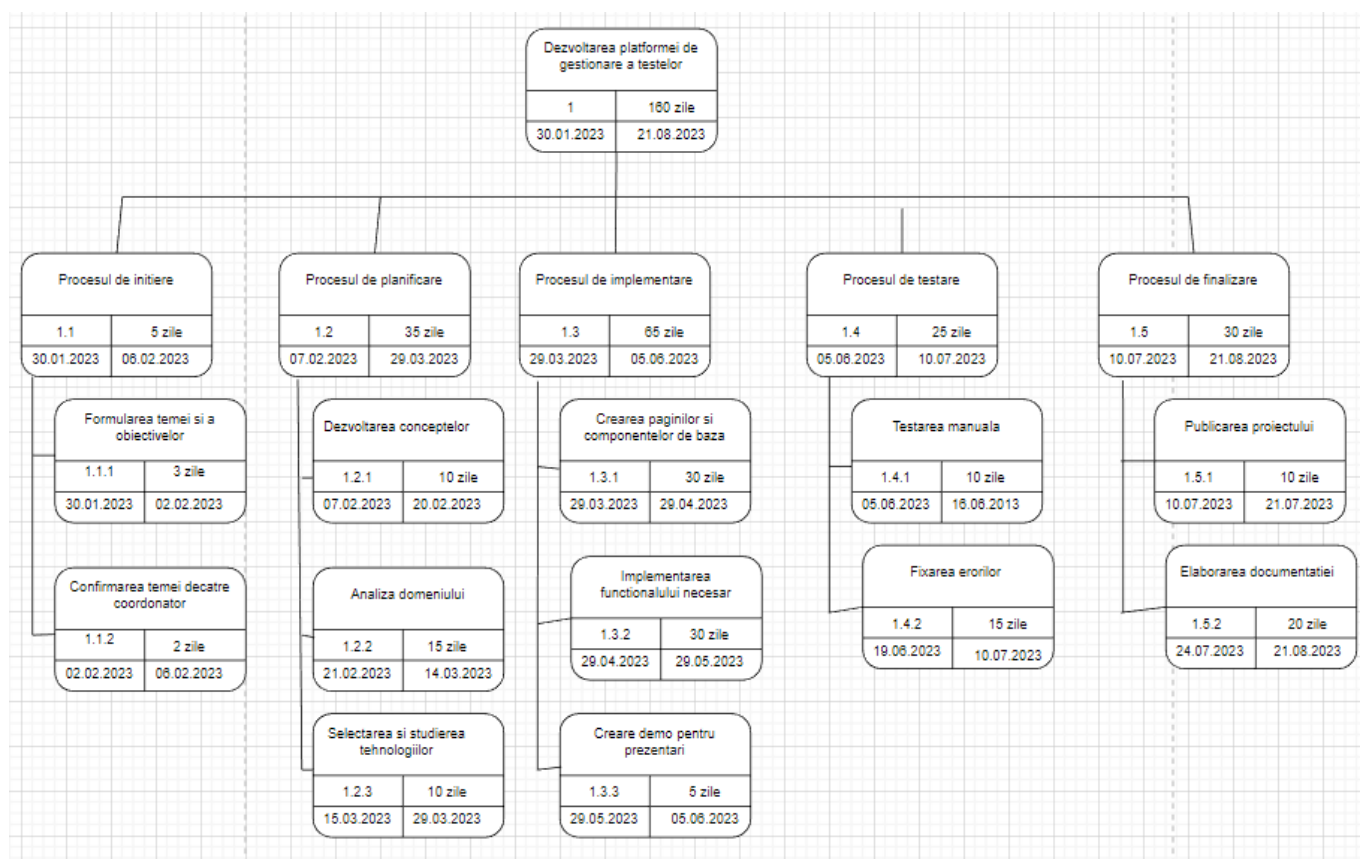 Dezvoltarea platformei de
gestionare a testelor
1 160 zile
30.01.2023 21.08.2023
Procesul de initiere
1.1 5 zile
30.01.2023 06.02.2023
Formularea temei si a
obiectivelor
1.1.1 3 zile
30.01.2023 02.02.2023
Confirmarea temei decatre
coordonator
1.1.2 2 zile
02.02.2023 06.02.2023
Procesul de planificare
1.2 35 zile
07.02.2023 29.03.2023
Dezvoltarea conceptelor
1.2.1 10 zile
07.02.2023 20.02.2023
Analiza domeniului
1.2.2 15 zile
21.02.2023 14.03.2023
Selectarea si studierea
tehnologiilor
1.2.3 10 zile
15.03.2023 29.03.2023
Procesul de implementare
1.3 65 zile
29.03.2023 05.06.2023
Crearea paginilor si
componentelor de baza
1.3.1 30 zile
29.03.2023 29.04.2023
Implementarea
functionalului necesar
1.3.2 30 zile
29.04.2023 29.05.2023
Creare demo pentru
prezentari
1.3.3 5 zile
29.05.2023 05.06.2023
Procesul de testare
1.4 25 zile
05.06.2023 10.07.2023
Testarea manuala
1.4.1 10 zile
05.06.2023 16.06.2013
Fixarea erorilor
1.4.2 15 zile
19.06.2023 10.07.2023
Procesul de finalizare
1.5 30 zile
10.07.2023 21.08.2023
Publicarea proiectului
1.5.1 10 zile
10.07.2023 21.07.2023
Elaborarea documentatiei
1.5.2 20 zile
24.07.2023 21.08.2023